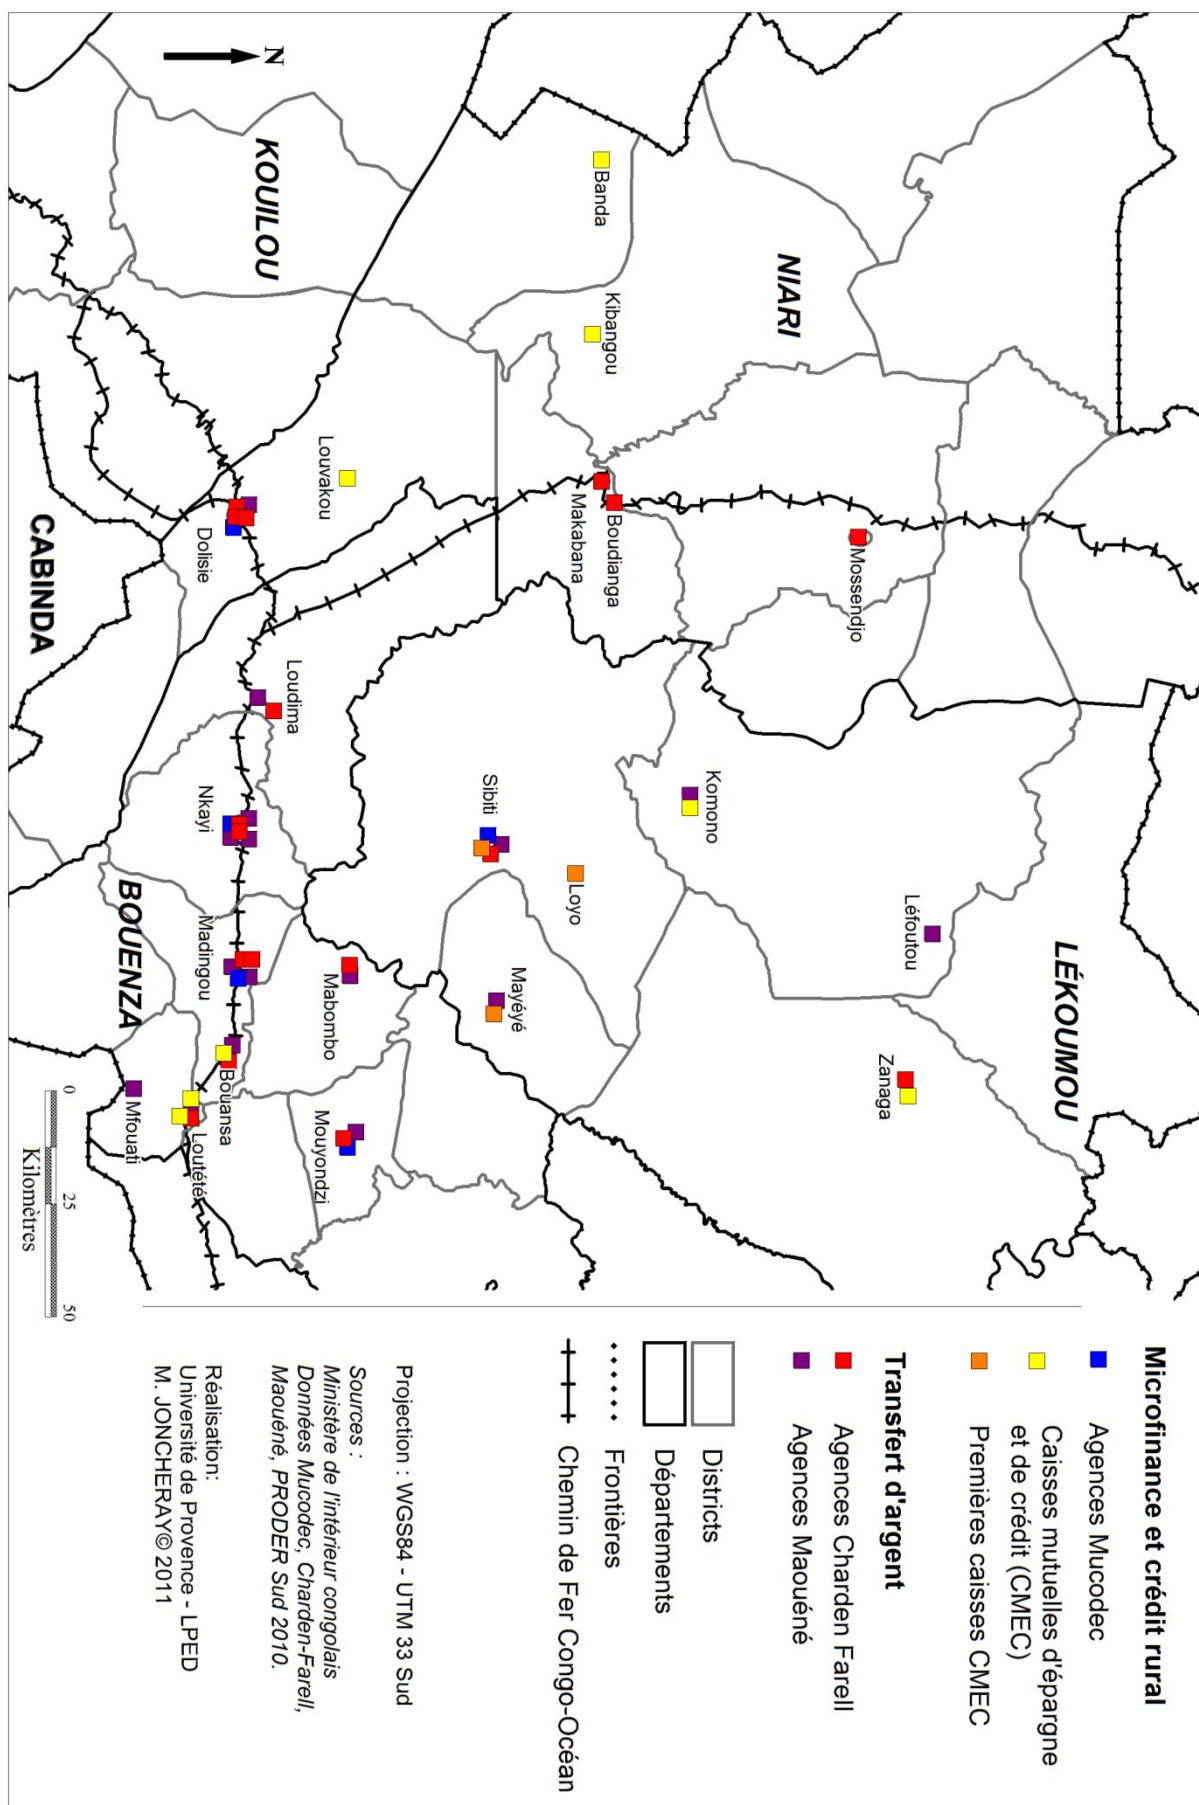 N
KOUILOU
NIARI
LÉKOUMOU
BOUENZA
CABINDA
Banda
Kibangou
Louvakou
Makabana
Boudianga
Mossendjo
Dolisie
Loudima
Nkayi
Sibiti
Komono
Loyo
Léfoutou
Madingou
Mabombo
Mayéyé
Zanaga
Bouansa
Loutété
Mfouati
Mouyondzi
0 25 50
Kilomètres
Microfinance et crédit rural
Agences Mucodec
Caisses mutuelles d'épargne
et de crédit (CMEC)
Premières caisses CMEC
Transfert d'argent
Agences Charden Farell
Agences Maouéné
Districts
Départements
Frontières
Chemin de Fer Congo-Océan
Projection : WGS84 - UTM 33 Sud
Sources :
Ministère de l'intérieur congolais
Données Mucodec, Charden-Farell,
Maouéné, PRODER Sud 2010.
Réalisation:
Université de Provence - LPED
M. JONCHERAY© 2011